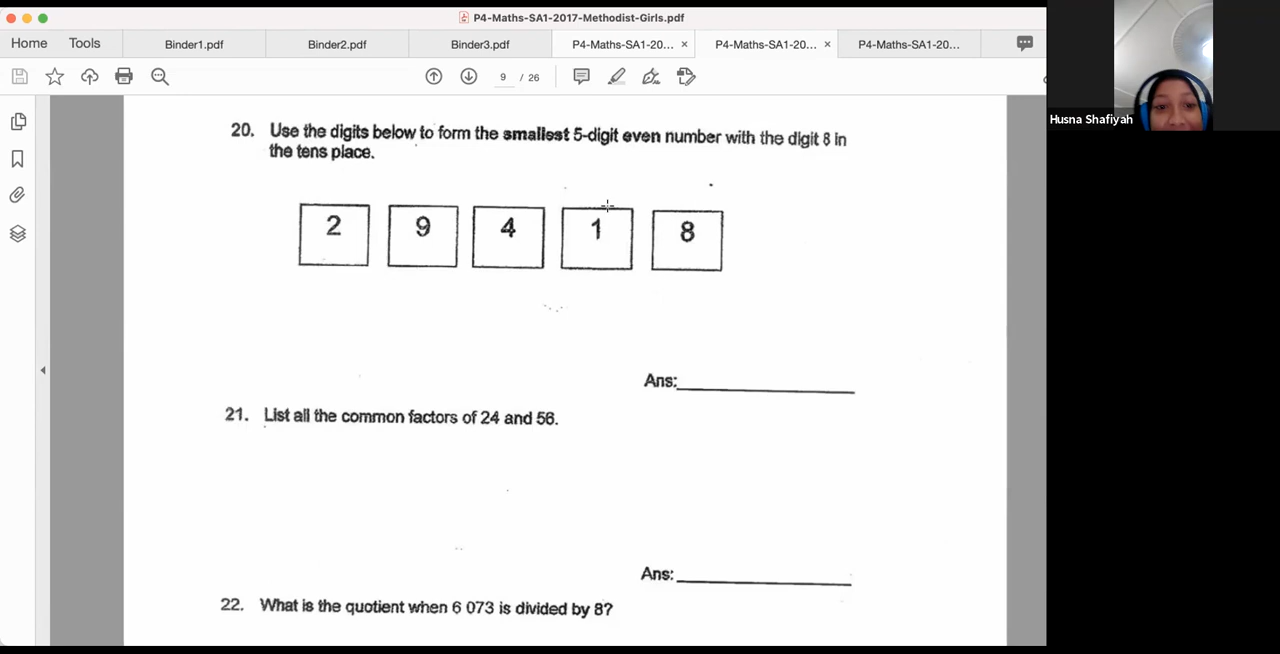 P4-Maths-SA1-2017-Methodist-Girls.pdf
Home Tools Binder1.pdf Binder2.pdf Binder3.pdf P4-Maths-SA1-20... × P4-Maths-SA1-20... × P4-Maths-SA1-20...
9 / 26
Husna Shafiyah
20. Use the digits below to form the smallest 5-digit even number with the digit 8 in
the tens place.
2 9 4 1 8
Ans:
21. List all the common factors of 24 and 56.
Ans:
22. What is the quotient when 6 073 is divided by 8?